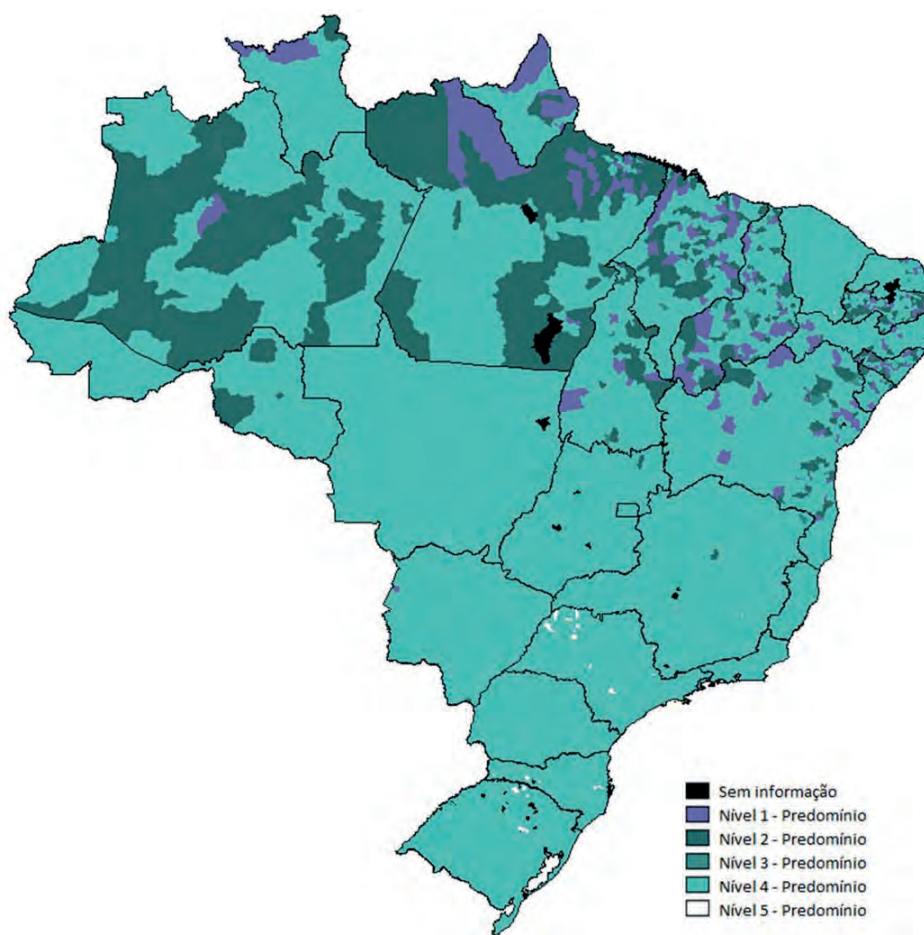 Sem informação
Nível 1 - Predomínio
Nível 2 - Predomínio
Nível 3 - Predomínio
Nível 4 - Predomínio
Nível 5 - Predomínio